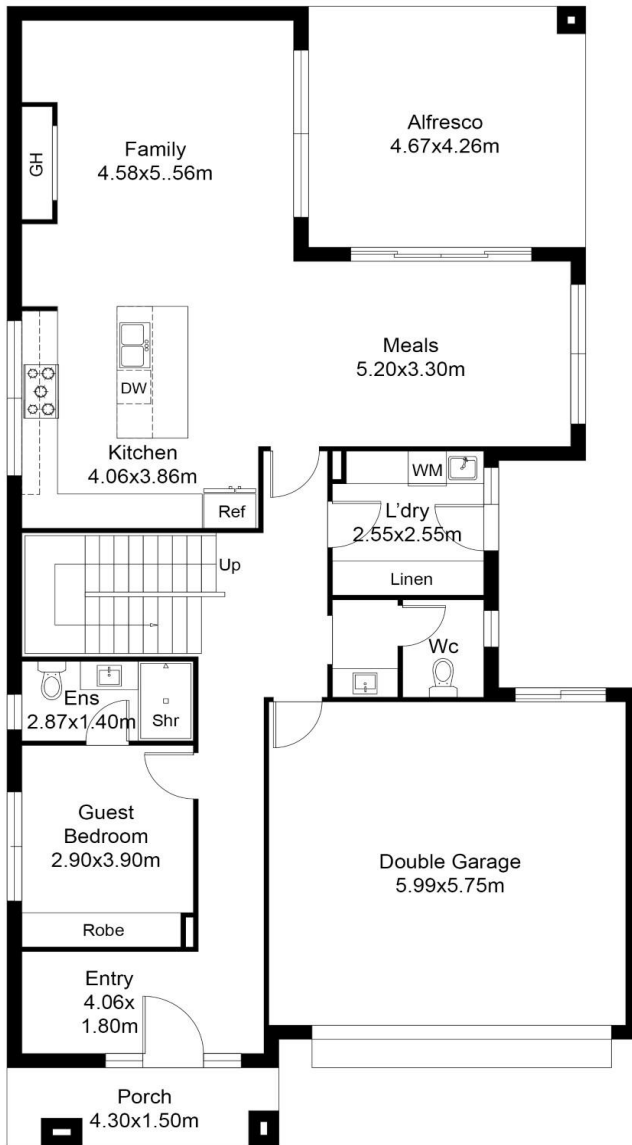 Family
4.58x5..56m
Alfresco
4.67x4.26m
GH
Meals
5.20x3.30m
DW
Kitchen
4.06x3.86m
Ref
WM
L'dry
2.55x2.55m
Linen
Up
Wc
Ens
2.87x1.40m
Shr
Guest
Bedroom
2.90x3.90m
Robe
Double Garage
5.99x5.75m
Entry
4.06x
1.80m
Porch
4.30x1.50m